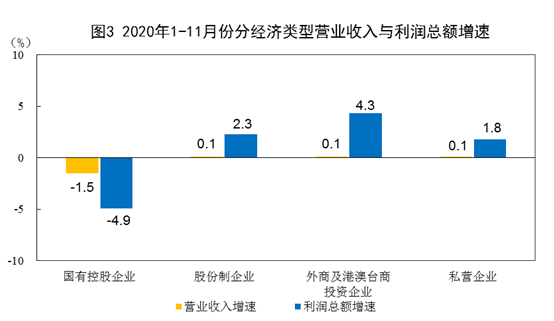 图3 2020年1-11月份分经济类型营业收入与利润总额增速
(%)
10
5
0
-5
-10
-1.5
-4.9
0.1
2.3
0.1
4.3
0.1
1.8
国有控股企业
股份制企业
外商及港澳台商
投资企业
私营企业
营业收入增速
利润总额增速